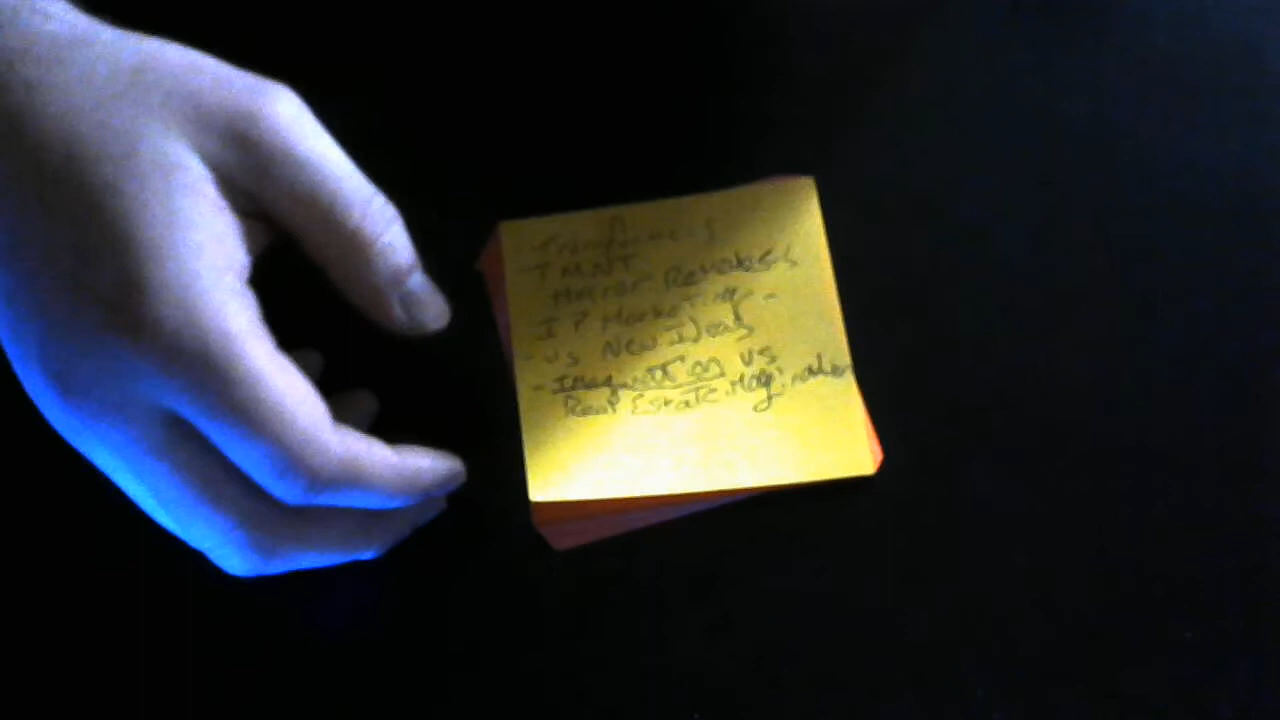 Transformers
TMNT
Horror Remakes
IP Marketing -
- vs New Ideas
- Imagination vs
Real Estate